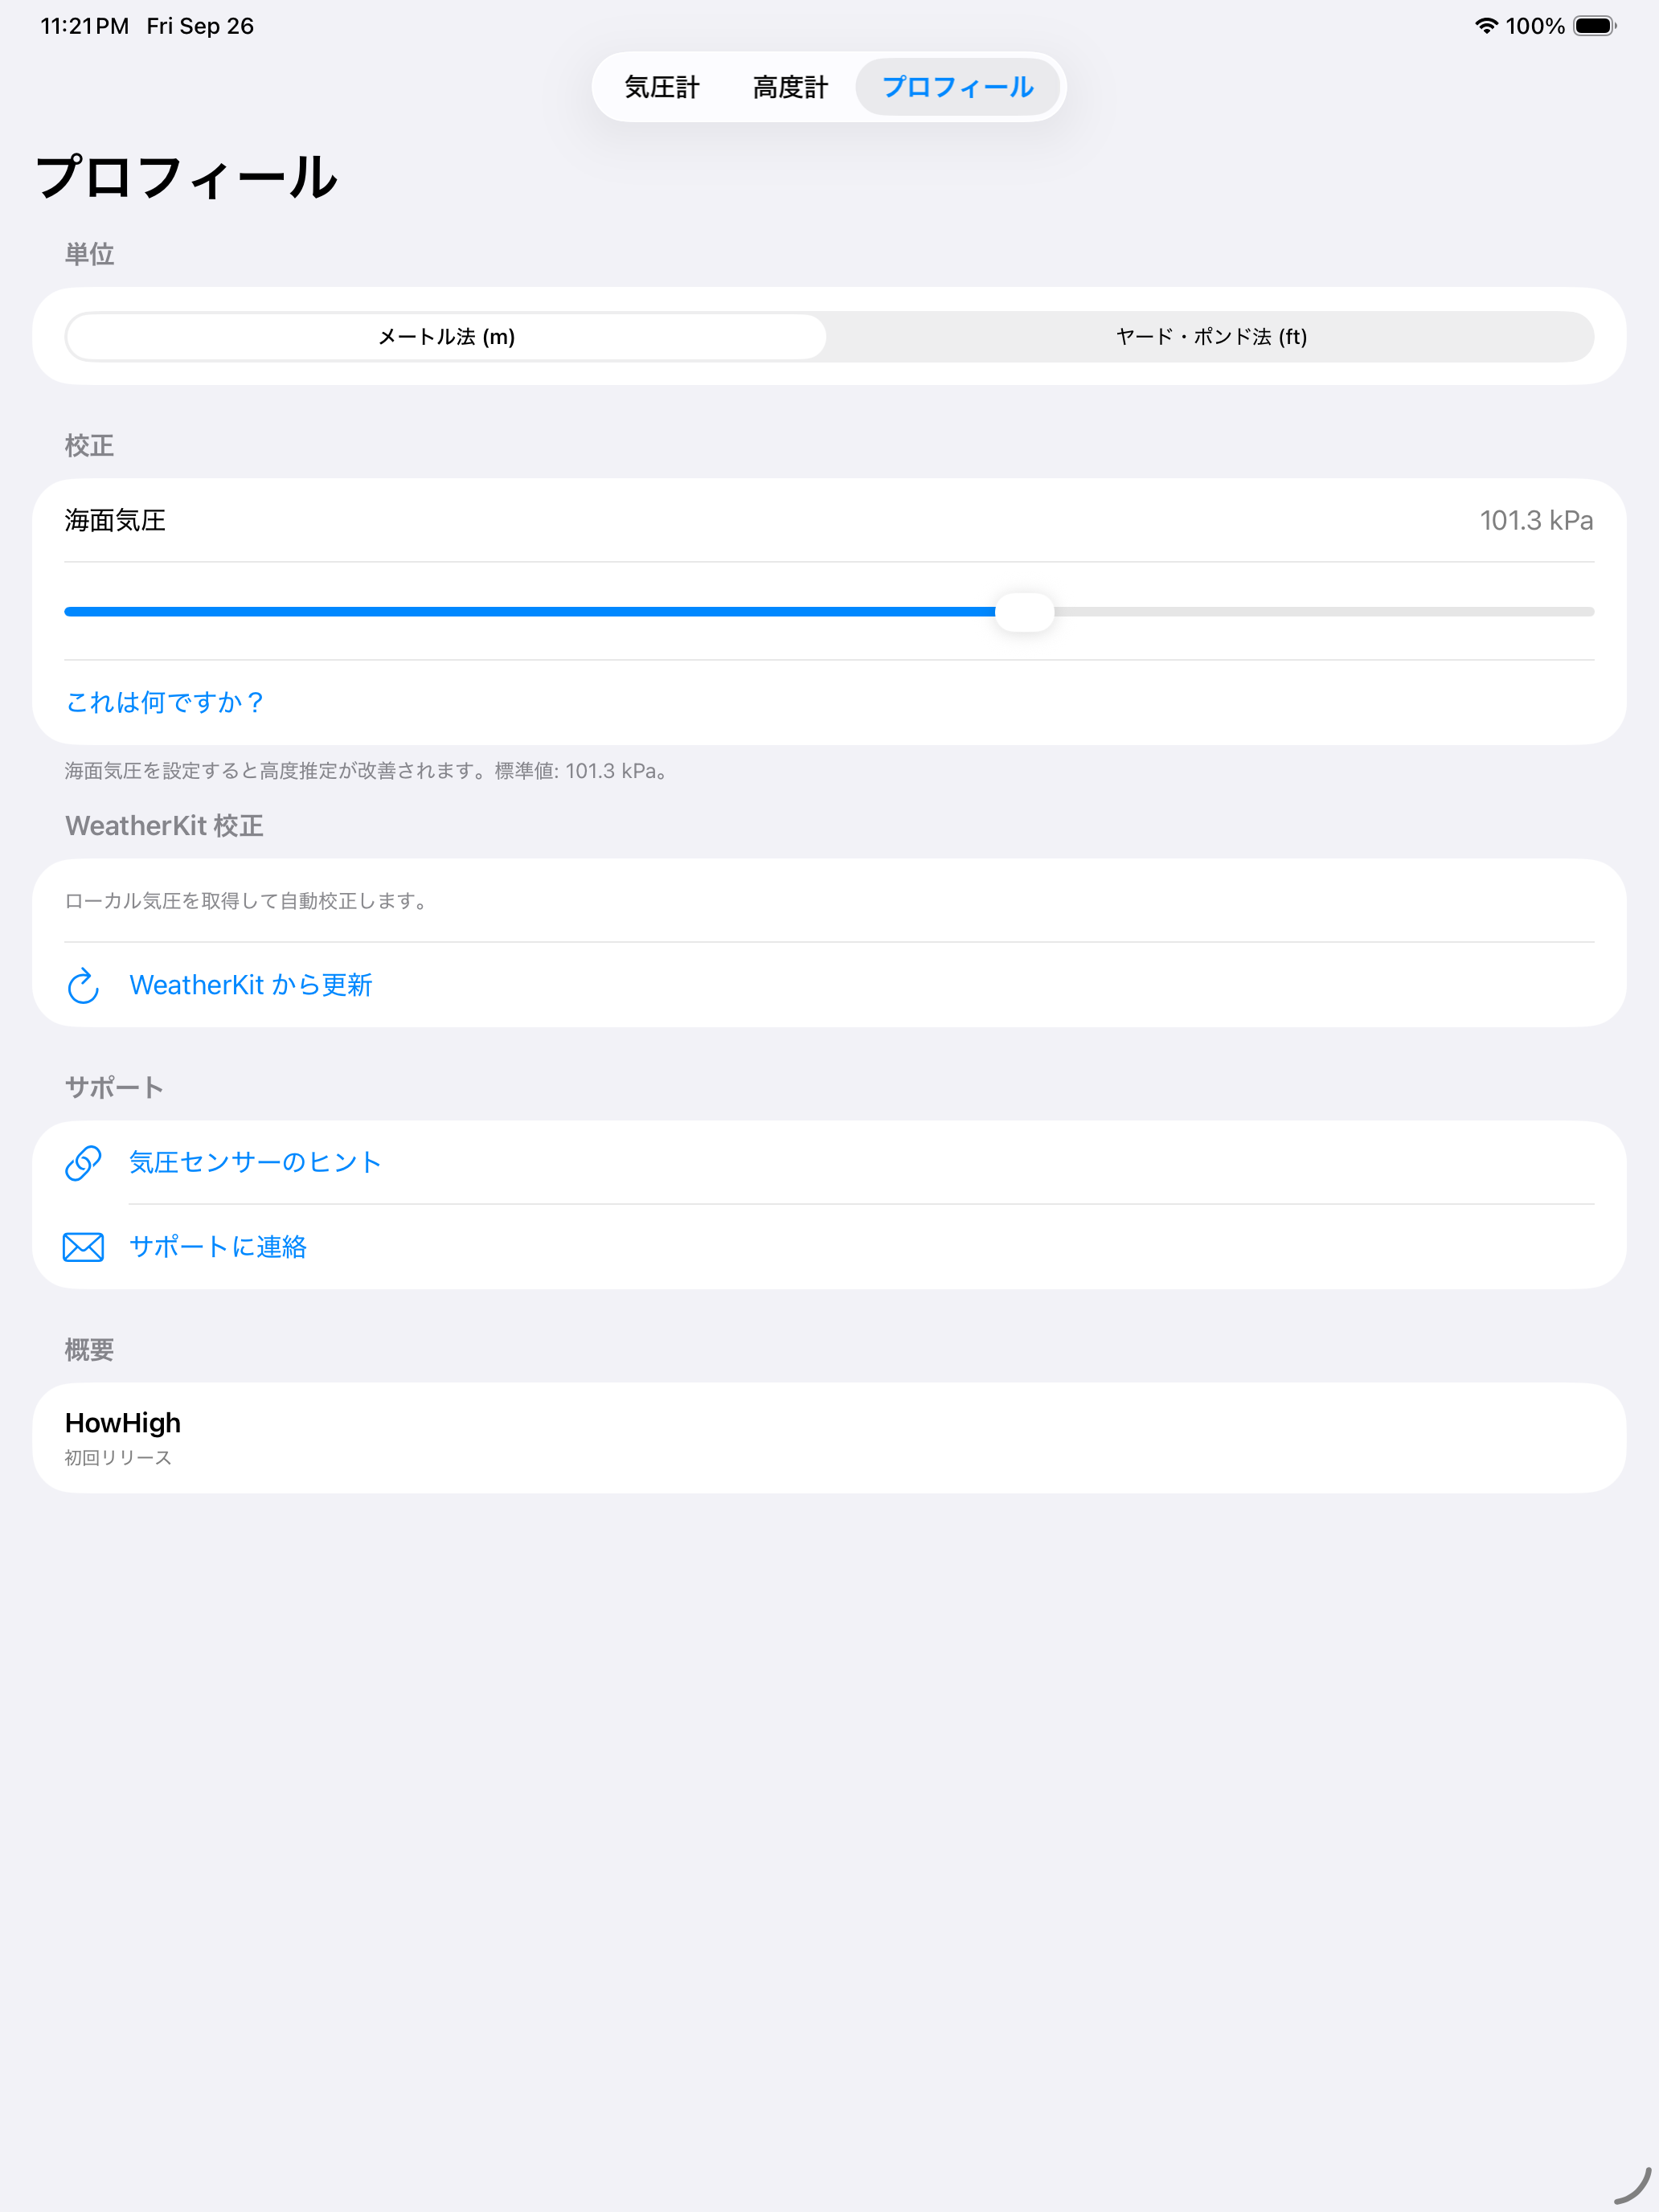 11:21 PM Fri Sep 26 100%
気圧計 高度計 プロフィール
プロフィール
単位
メートル法 (m) ヤード・ポンド法 (ft)
校正
海面気圧 101.3 kPa
これは何ですか？
海面気圧を設定すると高度推定が改善されます。標準値: 101.3 kPa。
WeatherKit 校正
ローカル気圧を取得して自動校正します。
WeatherKit から更新
サポート
気圧センサーのヒント
サポートに連絡
概要
HowHigh
初回リリース